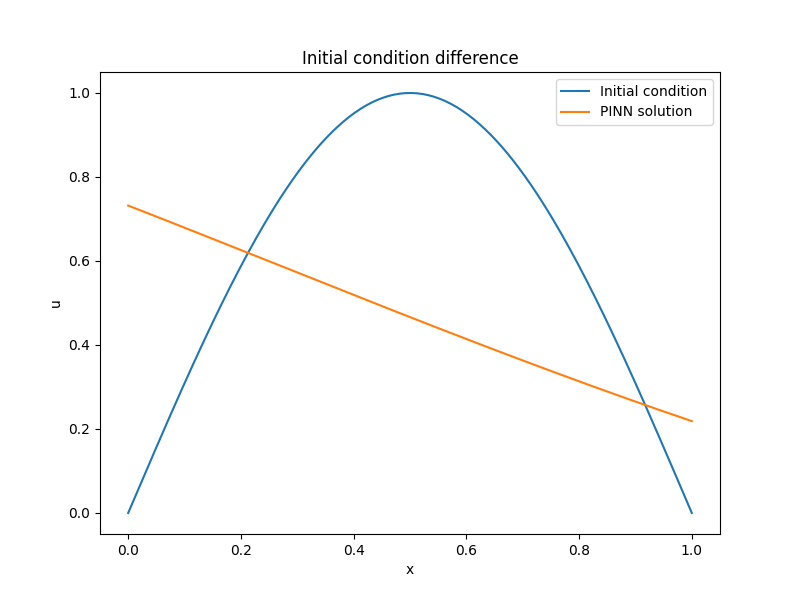 Initial condition difference
Initial condition
PINN solution
1.0
0.8
0.6
0.4
0.2
0.0
u
0.0 0.2 0.4 0.6 0.8 1.0
x